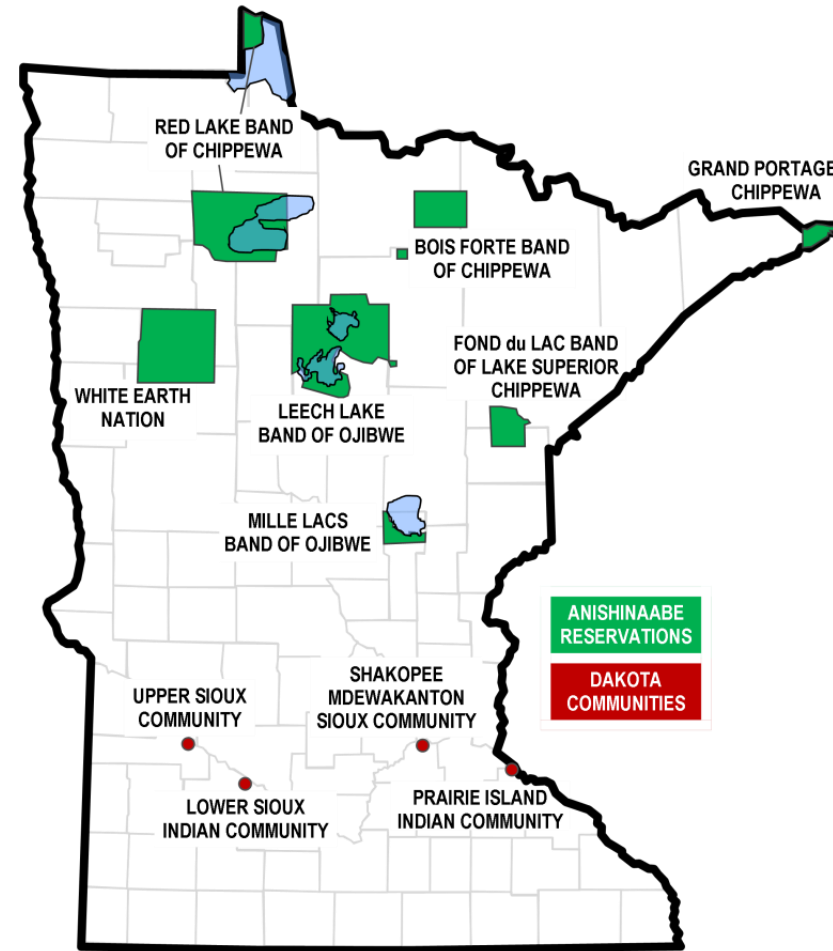 RED LAKE BAND
OF CHIPPEWA
GRAND PORTAGE
CHIPPEWA
BOIS FORTE BAND
OF CHIPPEWA
FOND du LAC BAND
OF LAKE SUPERIOR
CHIPPEWA
WHITE EARTH
NATION
LEECH LAKE
BAND OF OJIBWE
MILLE LACS
BAND OF OJIBWE
ANISHINAABE
RESERVATIONS
DAKOTA
COMMUNITIES
SHAKOPEE
MDEWAKANTON
SIOUX COMMUNITY
UPPER SIOUX
COMMUNITY
LOWER SIOUX
INDIAN COMMUNITY
PRAIRIE ISLAND
INDIAN COMMUNITY